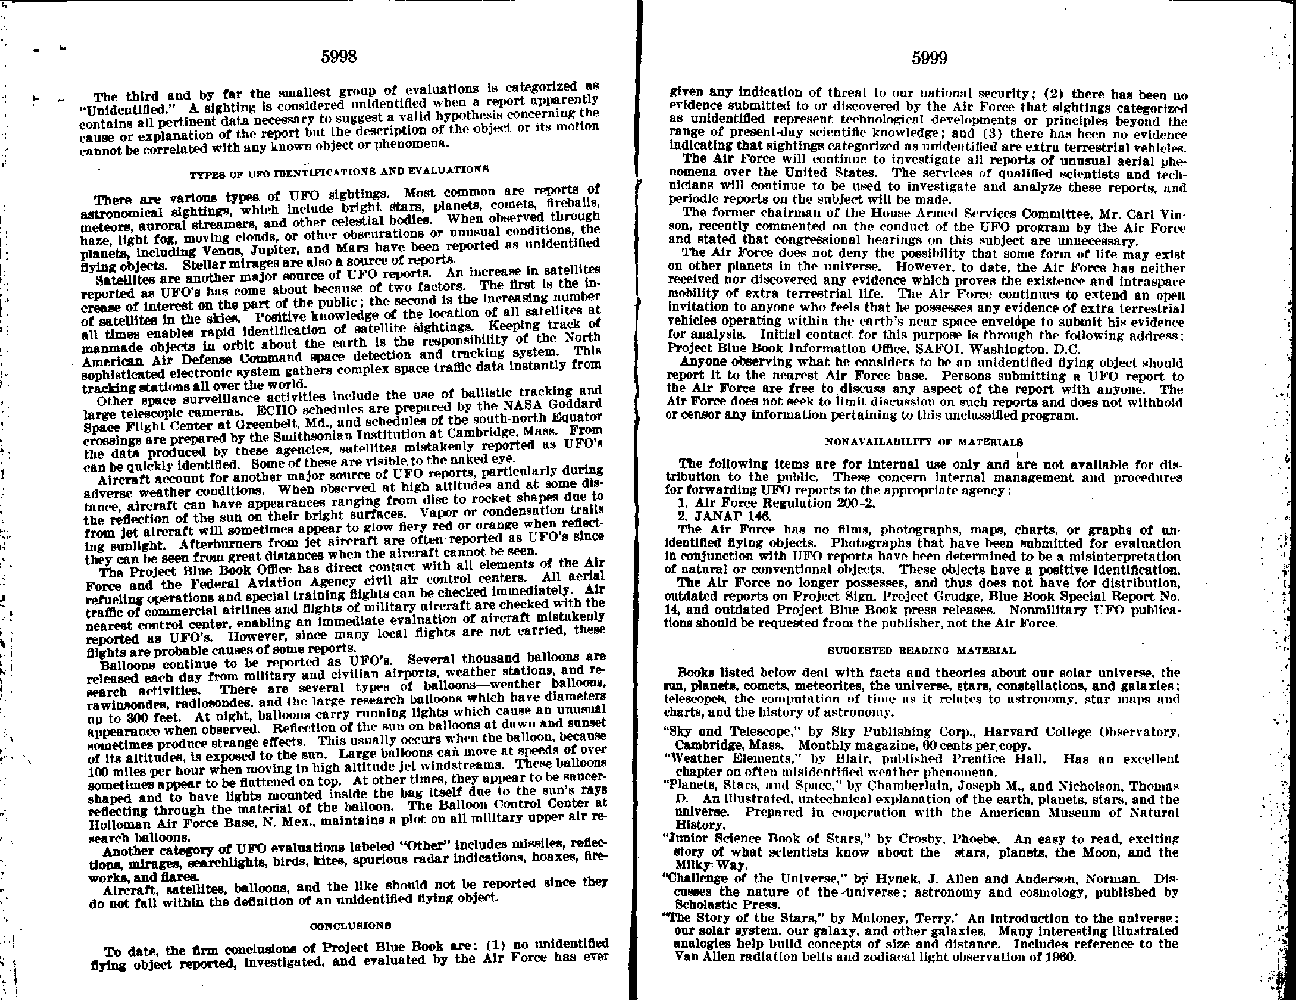 5998
The third and by far the smallest group of evaluations is categorized as
"Unidentified." A sighting is considered unidentified when a report apparently
contains all pertinent data necessary to suggest a valid hypothesis concerning the
cause or explanation of the report but the description of the object or its motion
cannot be correlated with any known object or phenomena.
TYPES OF UFO IDENTIFICATIONS AND EVALUATIONS
There are various types of UFO sightings. Most common are reports of
astronomical sightings, which include bright stars, planets, comets, fireballs,
meteors, auroral streamers, and other celestial bodies. When observed through
haze, light fog, moving clouds, or other obscurations or unusual conditions, the
planets, including Venus, Jupiter, and Mars have been reported as unidentified
flying objects. Stellar mirages are also a source of reports.
Satellites are another major source of UFO reports. An increase in satellites
reported as UFO's has come about because of two factors. The first is the in-
crease of interest on the part of the public; the second is the increasing number
of satellites in the skies. Positive knowledge of the location of all satellites at
all times enables rapid identification of satellite sightings. Keeping track of
manmade objects in orbit about the earth is the responsibility of the North
American Air Defense Command space detection and tracking system. This
sophisticated electronic system gathers complex space traffic data instantly from
tracking stations all over the world.
Other space surveillance activities include the use of ballistic tracking and
large telescopic cameras. ECHO schedules are prepared by the NASA Goddard
Space Flight Center at Greenbelt, Md., and schedules of the south-north Equator
crossings are prepared by the Smithsonian Institution at Cambridge, Mass. From
the data produced by these agencies, satellites mistakenly reported as UFO's
can be quickly identified. Some of these are visible to the naked eye.
Aircraft account for another major source of UFO reports, particularly during
adverse weather conditions. When observed at high altitudes and at some dis-
tance, aircraft can have appearances ranging from disc to rocket shapes due to
the reflection of the sun on their bright surfaces. Vapor or condensation trails
from jet aircraft will sometimes appear to glow fiery red or orange when reflect-
ing sunlight. Afterburners from jet aircraft are often reported as UFO's since
they can be seen from great distances when the aircraft cannot be seen.
The Project Blue Book Office has direct contact with all elements of the Air
Force and the Federal Aviation Agency civil air control centers. All aerial
refueling operations and special training flights can be checked immediately. Air
traffic of commercial airlines and flights of military aircraft are checked with the
nearest control center, enabling an immediate evaluation of aircraft mistakenly
reported as UFO's. However, since many local flights are not carried, these
flights are probable causes of some reports.
Balloons continue to be reported as UFO's. Several thousand balloons are
released each day from military and civilian airports, weather stations, and re-
search activities. There are several types of balloons—weather balloons,
rawinsondes, radiosondes, and the large research balloons which have diameters
up to 300 feet. At night, balloons carry running lights which cause an unusual
appearance when observed. Reflection of the sun on balloons at dawn and sunset
sometimes produce strange effects. This usually occurs when the balloon, because
of its altitudes, is exposed to the sun. Large balloons can move at speeds of over
100 miles per hour when moving in high altitude jet windstreams. These balloons
sometimes appear to be flattened on top. At other times, they appear to be saucer-
shaped and to have lights mounted inside the bag itself due to the sun's rays
reflecting through the material of the balloon. The Balloon Control Center at
Holloman Air Force Base, N. Mex., maintains a plot on all military upper air re-
search balloons.
Another category of UFO evaluations labeled "Other" includes missiles, reflec-
tions, mirages, searchlights, birds, kites, spurious radar indications, hoaxes, fire-
works, and flares.
Aircraft, satellites, balloons, and the like should not be reported since they
do not fall within the definition of an unidentified flying object.
CONCLUSIONS
To date, the firm conclusions of Project Blue Book are: (1) no unidentified
flying object reported, investigated, and evaluated by the Air Force has ever
5999
given any indication of threat to our national security; (2) there has been no
evidence submitted to or discovered by the Air Force that sightings categorized
as unidentified represent technological developments or principles beyond the
range of present-day scientific knowledge; and (3) there has been no evidence
indicating that sightings categorized as unidentified are extra terrestrial vehicles.
The Air Force will continue to investigate all reports of unusual aerial phe-
nomena over the United States. The services of qualified scientists and tech-
nicians will continue to be used to investigate and analyze these reports, and
periodic reports on the subject will be made.
The former chairman of the House Armed Services Committee, Mr. Carl Vin-
son, recently commented on the conduct of the UFO program by the Air Force
and stated that congressional hearings on this subject are unnecessary.
The Air Force does not deny the possibility that some form of life may exist
on other planets in the universe. However, to date, the Air Force has neither
received nor discovered any evidence which proves the existence and intraspace
mobility of extra terrestrial life. The Air Force continues to extend an open
invitation to anyone who feels that he possesses any evidence of extra terrestrial
vehicles operating within the earth's near space envelope to submit his evidence
for analysis. Initial contact for this purpose is through the following address:
Project Blue Book Information Office, SAFOI, Washington, D.C.
Anyone observing what he considers to be an unidentified flying object should
report it to the nearest Air Force base. Persons submitting a UFO report to
the Air Force are free to discuss any aspect of the report with anyone. The
Air Force does not seek to limit discussion on such reports and does not withhold
or censor any information pertaining to this unclassified program.
NONAVAILABILITY OF MATERIALS
The following items are for internal use only and are not available for dis-
tribution to the public. These concern internal management and procedures
for forwarding UFO reports to the appropriate agency:
1. Air Force Regulation 200-2.
2. JANAP 146.
The Air Force has no films, photographs, maps, charts, or graphs of un-
identified flying objects. Photographs that have been submitted for evaluation
in conjunction with UFO reports have been determined to be a misinterpretation
of natural or conventional objects. These objects have a positive identification.
The Air Force no longer possesses, and thus does not have for distribution,
outdated reports on Project Sign, Project Grudge, Blue Book Special Report No.
14, and outdated Project Blue Book press releases. Nonmilitary UFO publica-
tions should be requested from the publisher, not the Air Force.
SUGGESTED READING MATERIAL
Books listed below deal with facts and theories about our solar universe, the
sun, planets, comets, meteorites, the universe, stars, constellations, and galaxies;
telescopes, the computation of time as it relates to astronomy, star maps and
charts, and the history of astronomy.
"Sky and Telescope," by Sky Publishing Corp., Harvard College Observatory,
Cambridge, Mass. Monthly magazine, 60 cents per copy.
"Weather Elements," by Blair, published Prentice Hall. Has an excellent
chapter on often misidentified weather phenomena.
"Planets, Stars, and Space," by Chamberlain, Joseph M., and Nicholson, Thomas
D. An illustrated, untechnical explanation of the earth, planets, stars, and the
universe. Prepared in cooperation with the American Museum of Natural
History.
"Junior Science Book of Stars," by Crosby, Phoebe. An easy to read, exciting
story of what scientists know about the stars, planets, the Moon, and the
Milky Way.
"Challenge of the Universe," by Hynek, J. Allen and Anderson, Norman. Dis-
cusses the nature of the universe; astronomy and cosmology, published by
Scholastic Press.
"The Story of the Stars," by Maloney, Terry. An introduction to the universe;
our solar system, our galaxy, and other galaxies. Many interesting illustrated
analogies help build concepts of size and distance. Includes reference to the
Van Allen radiation belts and zodiacal light observation of 1960.